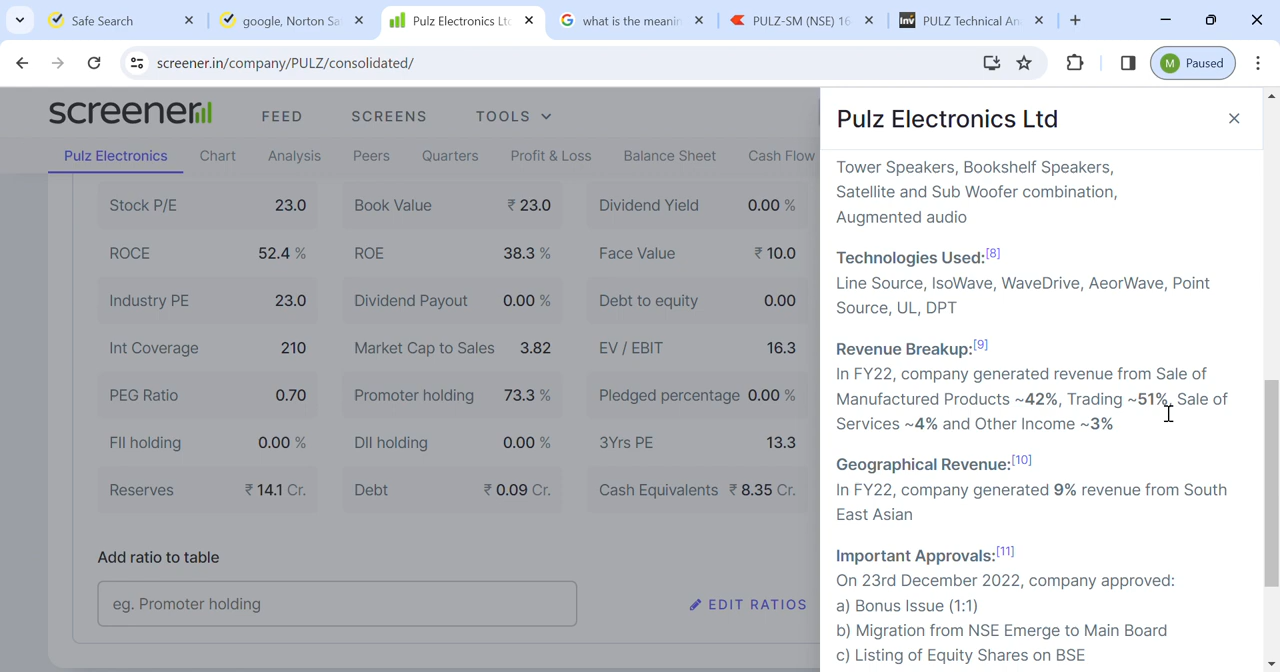 Safe Search
google, Norton Sa
Pulz Electronics Lt
what is the meanin
PULZ-SM (NSE) 16
PULZ Technical An
screener.in/company/PULZ/consolidated/
M Paused
screener
FEED
SCREENS
TOOLS
Pulz Electronics
Chart
Analysis
Peers
Quarters
Profit & Loss
Balance Sheet
Cash Flow
Stock P/E 23.0 Book Value ₹ 23.0 Dividend Yield 0.00 %
ROCE 52.4 % ROE 38.3 % Face Value ₹ 10.0
Industry PE 23.0 Dividend Payout 0.00 % Debt to equity 0.00
Int Coverage 210 Market Cap to Sales 3.82 EV / EBIT 16.3
PEG Ratio 0.70 Promoter holding 73.3 % Pledged percentage 0.00 %
FII holding 0.00 % DII holding 0.00 % 3Yrs PE 13.3
Reserves ₹ 14.1 Cr. Debt ₹ 0.09 Cr. Cash Equivalents ₹ 8.35 Cr.
Add ratio to table
eg. Promoter holding
EDIT RATIOS
Pulz Electronics Ltd
Tower Speakers, Bookshelf Speakers,
Satellite and Sub Woofer combination,
Augmented audio
Technologies Used:[8]
Line Source, IsoWave, WaveDrive, AeorWave, Point
Source, UL, DPT
Revenue Breakup:[9]
In FY22, company generated revenue from Sale of
Manufactured Products ~42%, Trading ~51%, Sale of
Services ~4% and Other Income ~3%
Geographical Revenue:[10]
In FY22, company generated 9% revenue from South
East Asian
Important Approvals:[11]
On 23rd December 2022, company approved:
a) Bonus Issue (1:1)
b) Migration from NSE Emerge to Main Board
c) Listing of Equity Shares on BSE